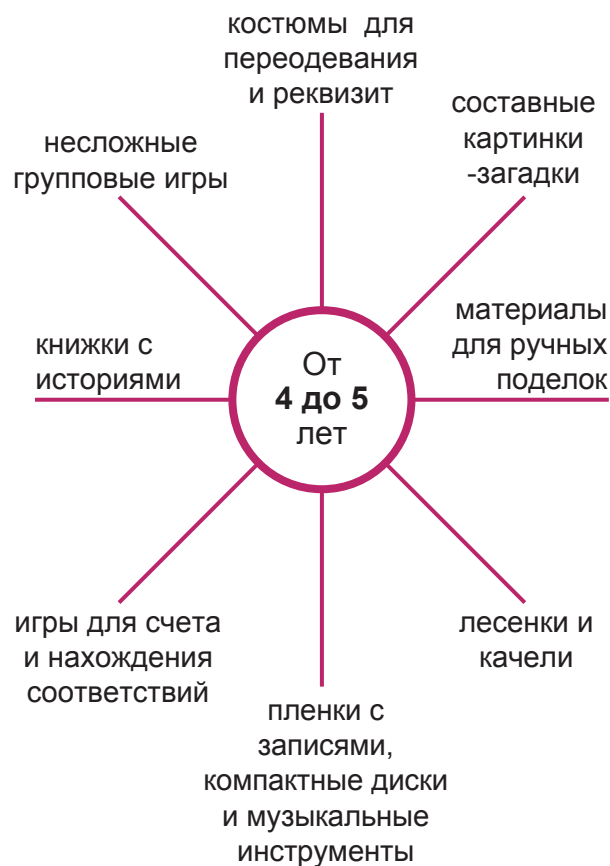 костюмы для
переодевания
и реквизит
составные
картинки
-загадки
несложные
групповые игры
материалы
для ручных
поделок
книжки с
историями
От
4 до 5
лет
игры для счета
и нахождения
соответствий
лесенки и
качели
пленки с
записями,
компактные диски
и музыкальные
инструменты